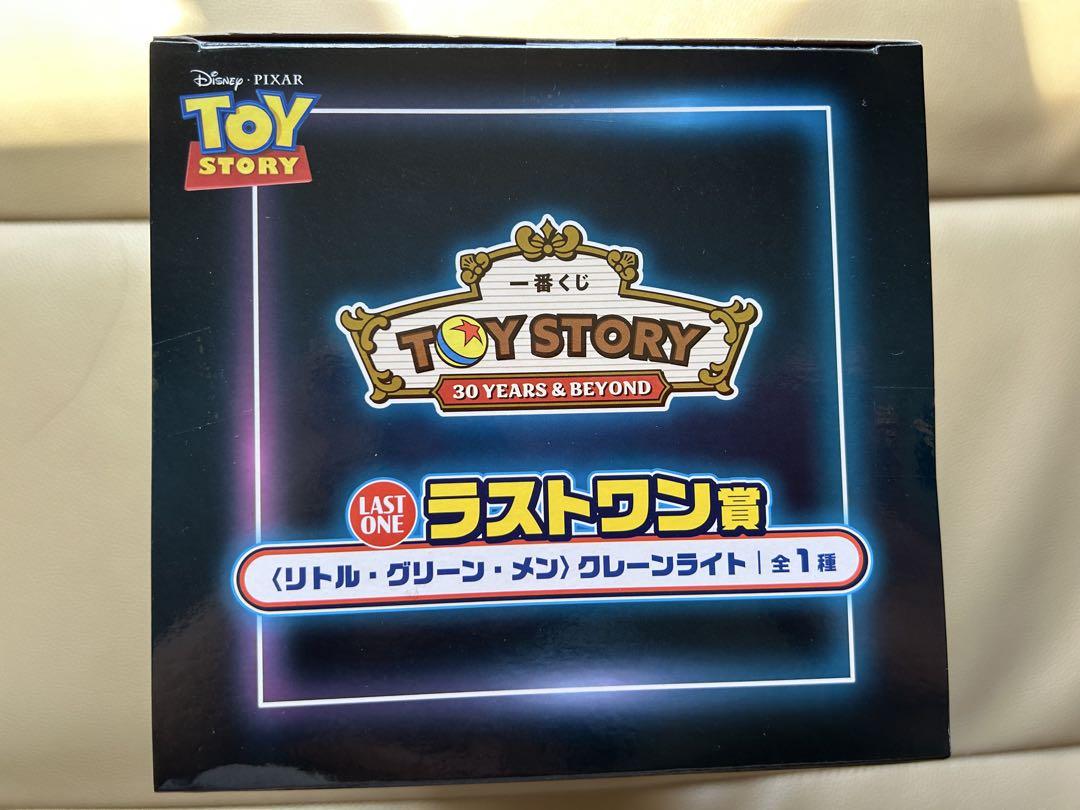 Disney · PIXAR
TOY
STORY
一番くじ
TOY STORY
30 YEARS & BEYOND
LAST
ONE
ラストワン賞
〈リトル・グリーン・メン〉クレーンライト|全1種